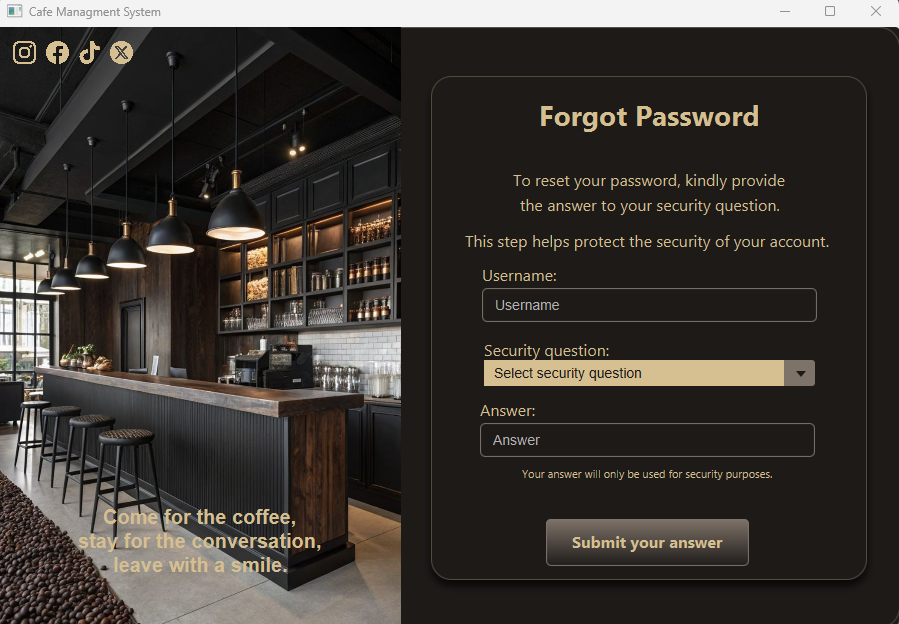 Cafe Managment System
Forgot Password
To reset your password, kindly provide
the answer to your security question.
This step helps protect the security of your account.
Username:
Username
Security question:
Select security question
Answer:
Answer
Your answer will only be used for security purposes.
Submit your answer
Come for the coffee,
stay for the conversation,
leave with a smile.